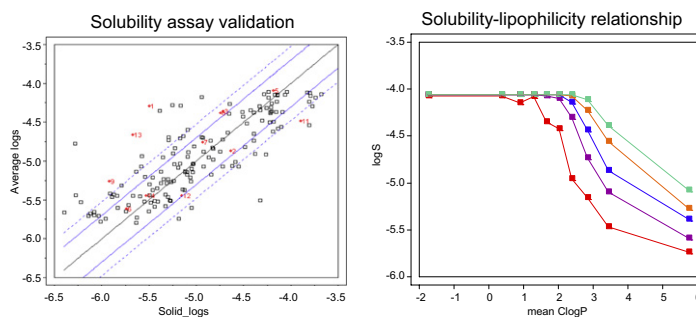 Solubility assay validation
Solubility-lipophilicity relationship
Average logs
-3.5
-4.0
-4.5
-5.0
-5.5
-6.0
-6.5
-6.5 -6.0 -5.5 -5.0 -4.5 -4.0 -3.5
Solid_logs
logS
-3.5
-4.0
-4.5
-5.0
-5.5
-6.0
-2 -1 0 1 2 3 4 5 6
mean ClogP